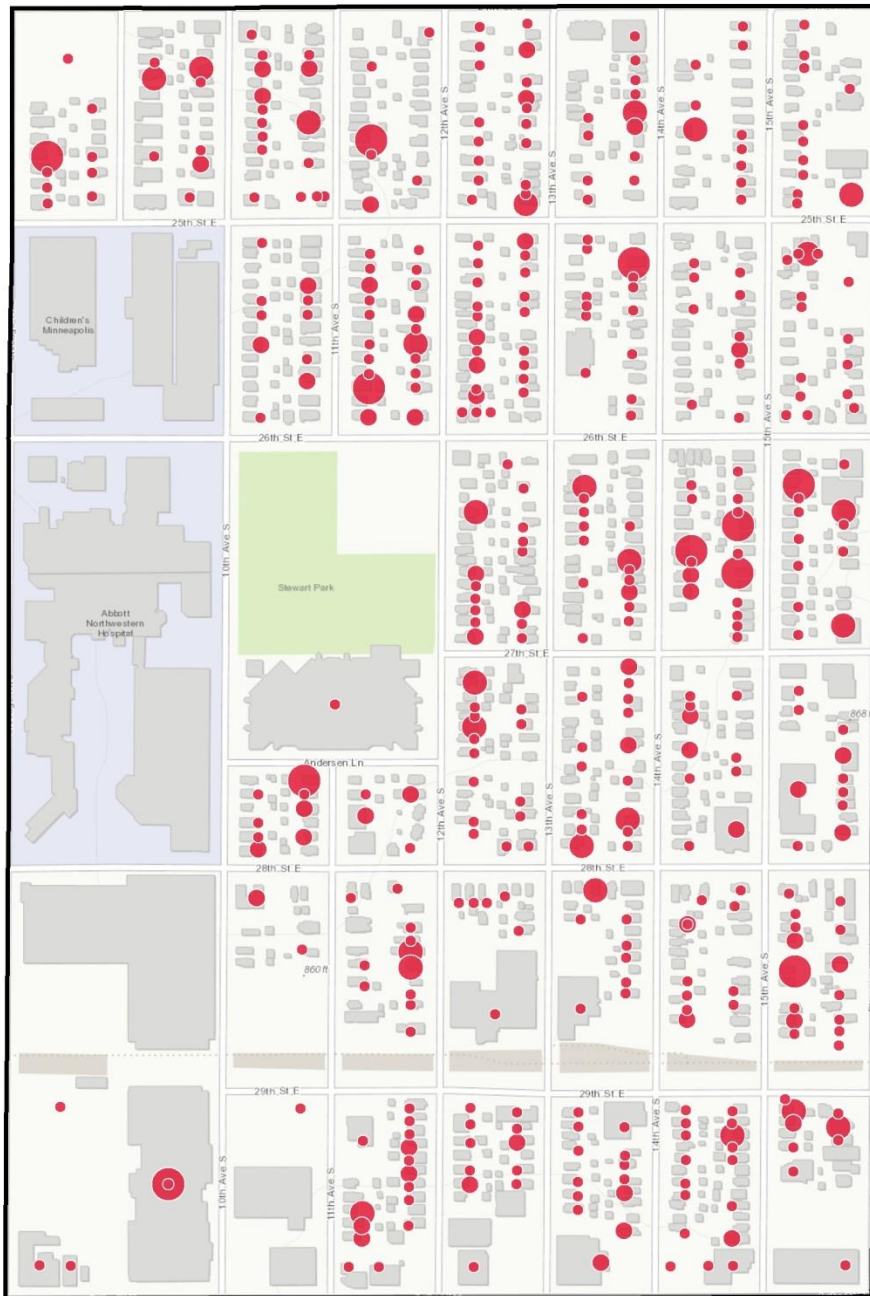 12th Ave S
13th Ave S
14th Ave S
15th Ave S
25th St E
25th St E
Children's
Minneapolis
11th Ave S
15th Ave S
26th St E
26th St E
10th Ave S
Stewart Park
Abbott
Northwestern
Hospital
27th St E
868 f
14th Ave S
Andersen Ln
12th Ave S
13th Ave S
28th St E
28th St E
860 ft
15th Ave S
29th St E
29th St E
14th Ave S
10th Ave S
11th Ave S